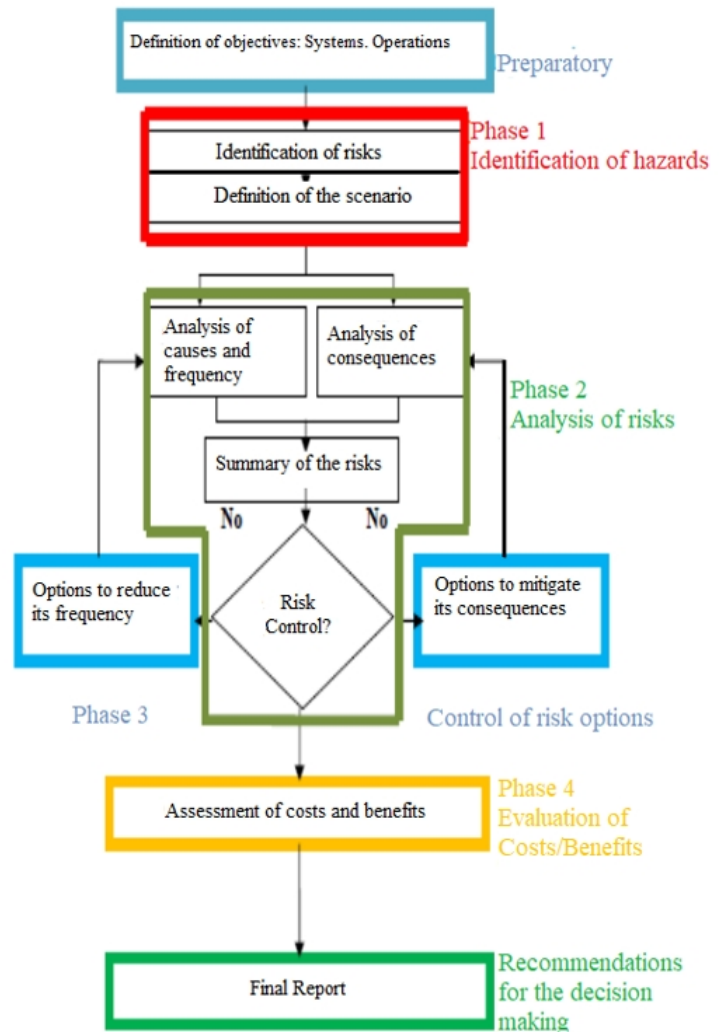 Definition of objectives: Systems. Operations
Preparatory
Phase 1
Identification of hazards
Identification of risks
Definition of the scenario
Analysis of
causes and
frequency
Analysis of
consequences
Phase 2
Analysis of risks
Summary of the risks
No
No
Options to reduce
its frequency
Risk
Control?
Options to mitigate
its consequences
Phase 3
Control of risk options
Assessment of costs and benefits
Phase 4
Evaluation of
Costs/Benefits
Final Report
Recommendations
for the decision
making